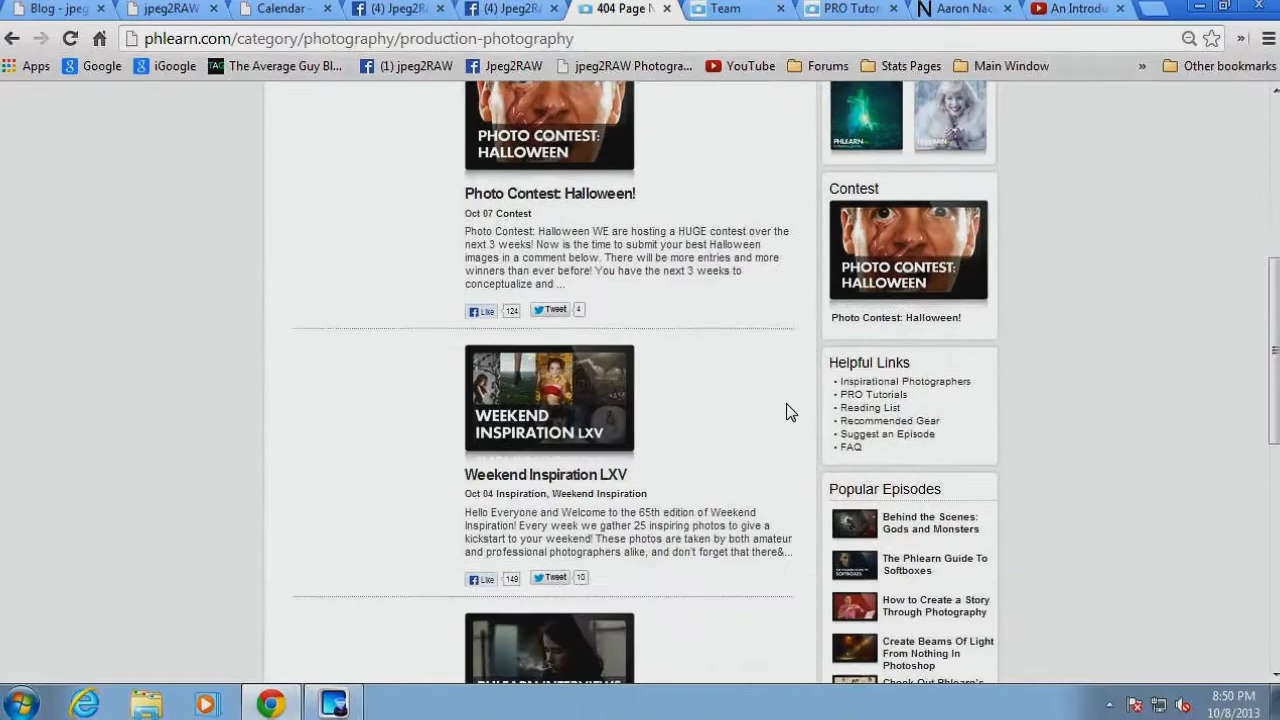 Blog - jpeg
jpeg2RAW
Calendar -
(4) Jpeg2
(4) Jpeg2
404 Page N
Team
PRO Tutor
Aaron Nac
An Introdu
phlearn.com/category/photography/production-photography
Apps
Google
iGoogle
TAG
The Average Guy Bl...
(1) jpeg2RAW
Jpeg2RAW
jpeg2RAW Photogra...
YouTube
Forums
Stats Pages
Main Window
»
Other bookmarks
PHOTO CONTEST:
HALLOWEEN
Photo Contest: Halloween!
Oct 07 Contest
Photo Contest: Halloween WE are hosting a HUGE contest over the
next 3 weeks! Now is the time to submit your best Halloween
images in a comment below. There will be more entries and more
winners than ever before! You have the next 3 weeks to
conceptualize and ...
Like 124 Tweet 4
WEEKEND
INSPIRATION LXV
Weekend Inspiration LXV
Oct 04 Inspiration, Weekend Inspiration
Hello Everyone and Welcome to the 65th edition of Weekend
Inspiration! Every week we gather 25 inspiring photos to give a
kickstart to your weekend! These photos are taken by both amateur
and professional photographers alike, and don't forget that there&...
Like 149 Tweet 10
PHLEARN INTERVIEWS
PHLEARN
Contest
PHOTO CONTEST:
HALLOWEEN
Photo Contest: Halloween!
Helpful Links
• Inspirational Photographers
• PRO Tutorials
• Reading List
• Recommended Gear
• Suggest an Episode
• FAQ
Popular Episodes
Behind the Scenes:
Gods and Monsters
The Phlearn Guide To
Softboxes
How to Create a Story
Through Photography
Create Beams Of Light
From Nothing In
Photoshop
Check Out Phlearn's
8:50 PM
10/8/2013